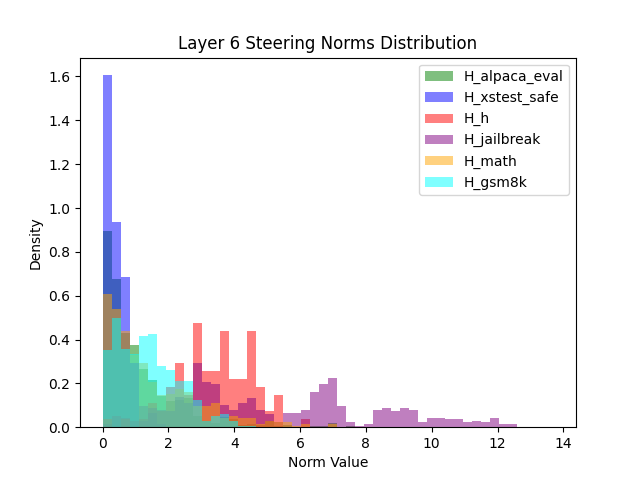 Layer 6 Steering Norms Distribution
H_alpaca_eval
H_xstest_safe
H_h
H_jailbreak
H_math
H_gsm8k
1.6
1.4
1.2
1.0
0.8
0.6
0.4
0.2
0.0
Density
0 2 4 6 8 10 12 14
Norm Value